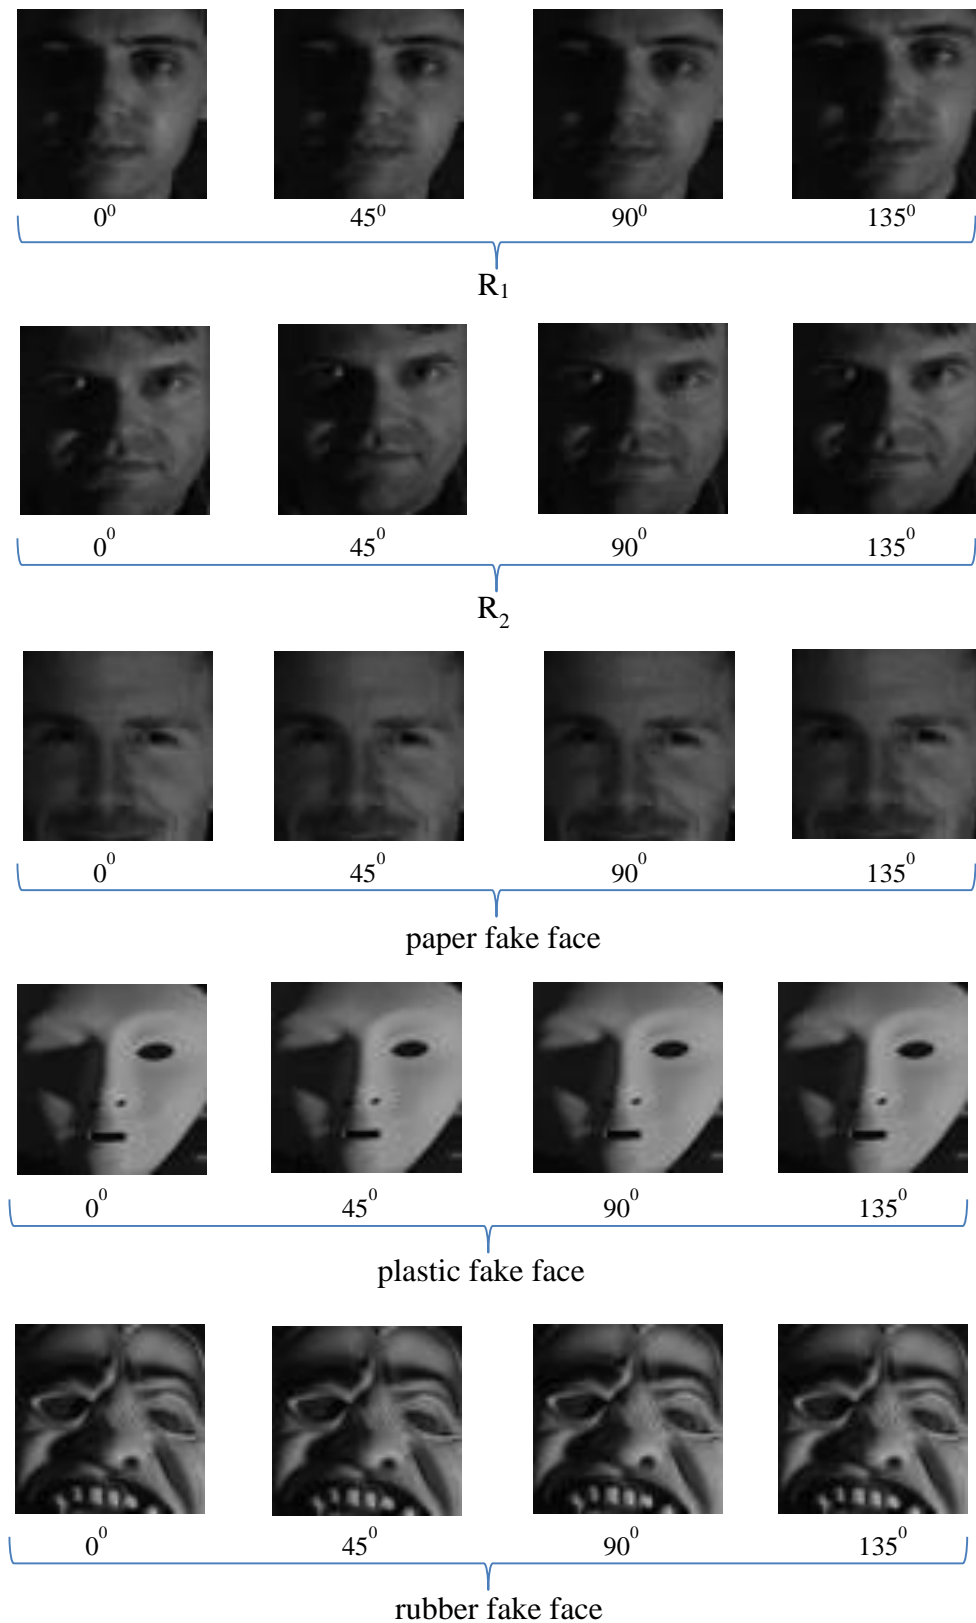 0⁰ 45⁰ 90⁰ 135⁰
R₁
0⁰ 45⁰ 90⁰ 135⁰
R₂
0⁰ 45⁰ 90⁰ 135⁰
paper fake face
0⁰ 45⁰ 90⁰ 135⁰
plastic fake face
0⁰ 45⁰ 90⁰ 135⁰
rubber fake face